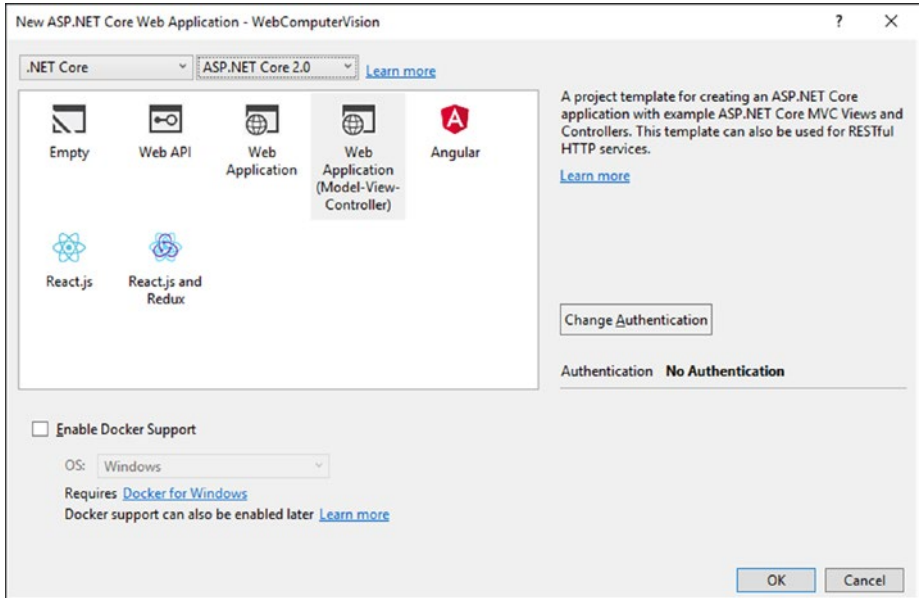 New ASP.NET Core Web Application - WebComputerVision
? ×
.NET Core
ASP.NET Core 2.0
Learn more
Empty
Web API
Web
Application
Web
Application
(Model-View-
Controller)
Angular
React.js
React.js and
Redux
A project template for creating an ASP.NET Core
application with example ASP.NET Core MVC Views and
Controllers. This template can also be used for RESTful
HTTP services.
Learn more
Change Authentication
Authentication No Authentication
Enable Docker Support
OS: Windows
Requires Docker for Windows
Docker support can also be enabled later Learn more
OK
Cancel